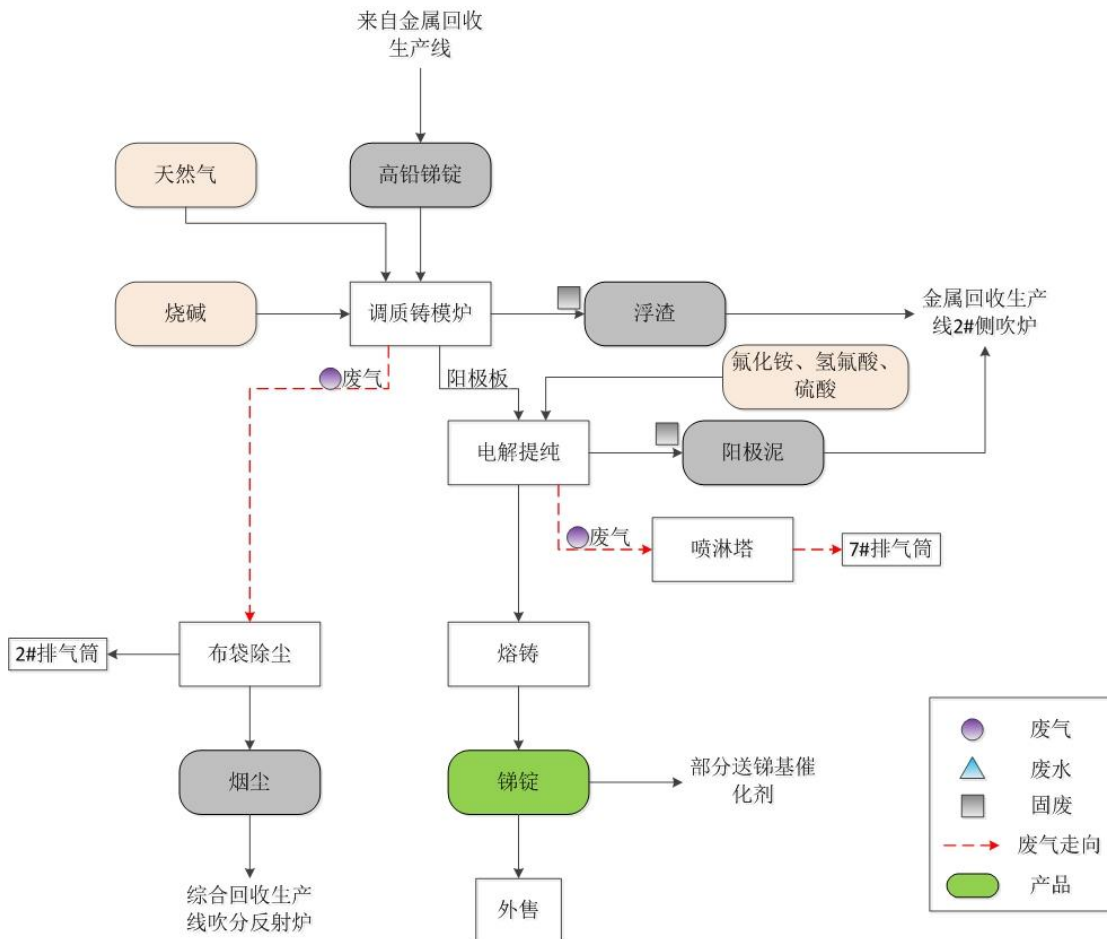 来自金属回收
生产线
天然气
高铅锑锭
烧碱
调质铸模炉
浮渣
金属回收生产
线2#侧吹炉
废气
阳极板
氟化铵、氢氟酸、
硫酸
电解提纯
阳极泥
废气
喷淋塔
7#排气筒
2#排气筒
布袋除尘
熔铸
烟尘
锑锭
部分送锑基催
化剂
综合回收生产
线吹分反射炉
外售
废气
废水
固废
废气走向
产品